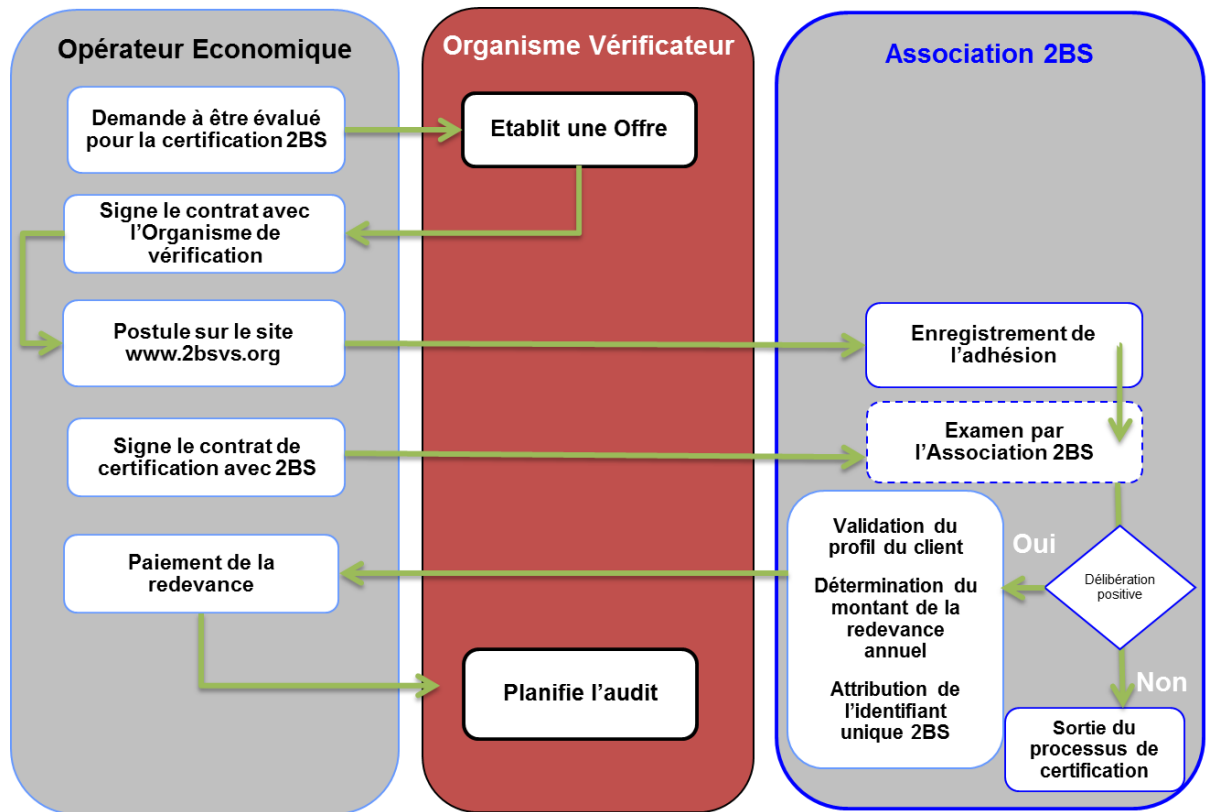 Opérateur Economique
Demande à être évalué
pour la certification 2BS
Signe le contrat avec
l'Organisme de
vérification
Postule sur le site
www.2bsvs.org
Signe le contrat de
certification avec 2BS
Paiement de la
redevance
Organisme Vérificateur
Etablit une Offre
Planifie l'audit
Association 2BS
Enregistrement de
l'adhésion
Examen par
l'Association 2BS
Validation du
profil du client
Détermination du
montant de la
redevance
annuel
Attribution de
l'identifiant
unique 2BS
Oui
Délibération
positive
Non
Sortie du
processus de
certification